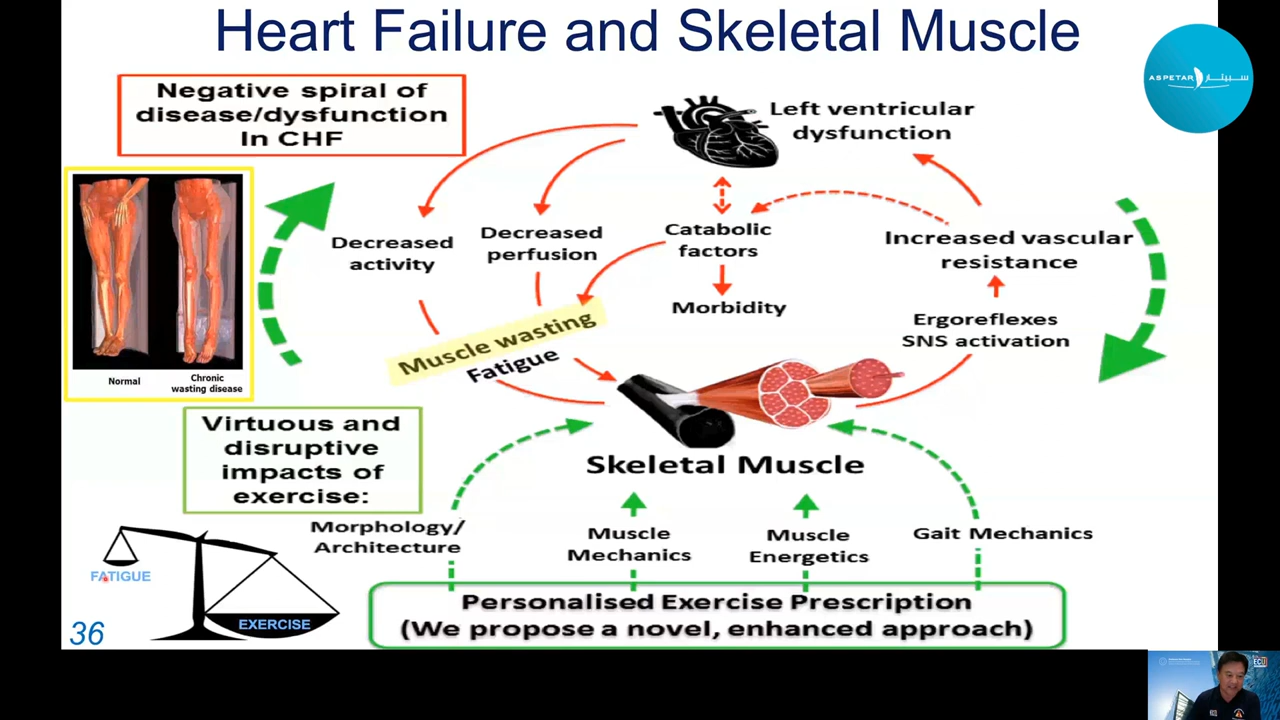 Heart Failure and Skeletal Muscle
ASPETAR سبيتار
Negative spiral of
disease/dysfunction
In CHF
Left ventricular
dysfunction
Decreased
activity
Decreased
perfusion
Catabolic
factors
Increased vascular
resistance
Morbidity
Ergoreflexes
SNS activation
Muscle wasting
Fatigue
Normal
Chronic
wasting disease
Virtuous and
disruptive
impacts of
exercise:
Skeletal Muscle
Morphology/
Architecture
Muscle
Mechanics
Muscle
Energetics
Gait Mechanics
FATIGUE
EXERCISE
Personalised Exercise Prescription
(We propose a novel, enhanced approach)
36
ECU